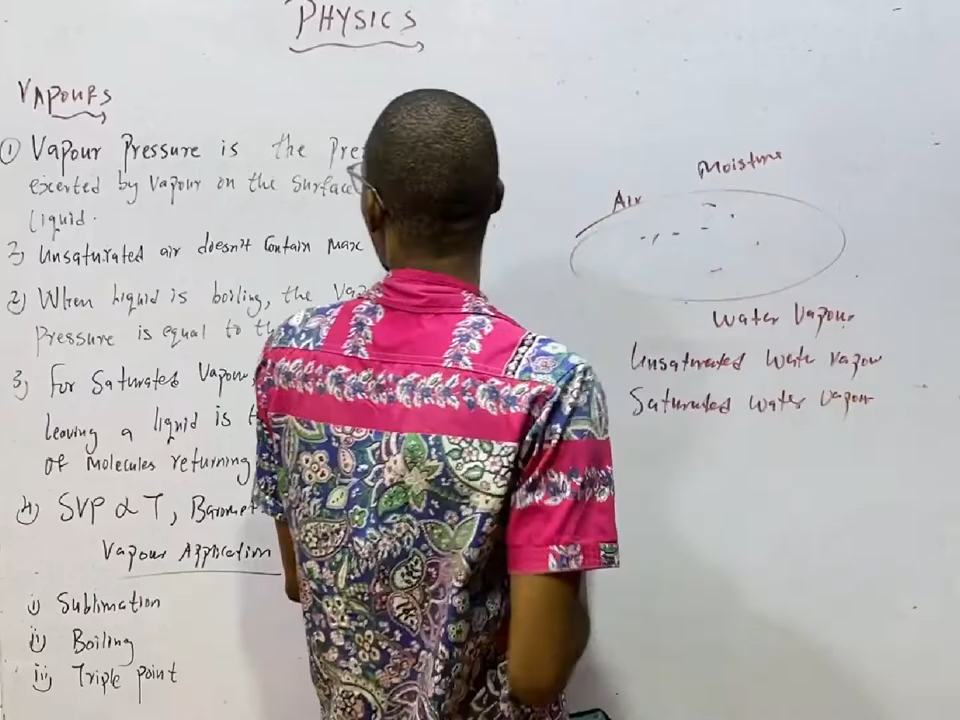 PHYSICS
VAPOURS
① Vapour Pressure is the Pre
exerted by Vapour on the Surface
liquid.
2) Unsaturated air doesn't Contain max
2) When liquid is boiling, the Va
Pressure is equal to th
3) for Saturated Vapour,
leaving a liquid is t
of Molecules returning
4) SVP α T, Baromet
Vapour Application
i) Sublimation
ii) Boiling
iii) Triple point
Moisture
Air
Water Vapour
Unsaturated water vapour
Saturated water vapour